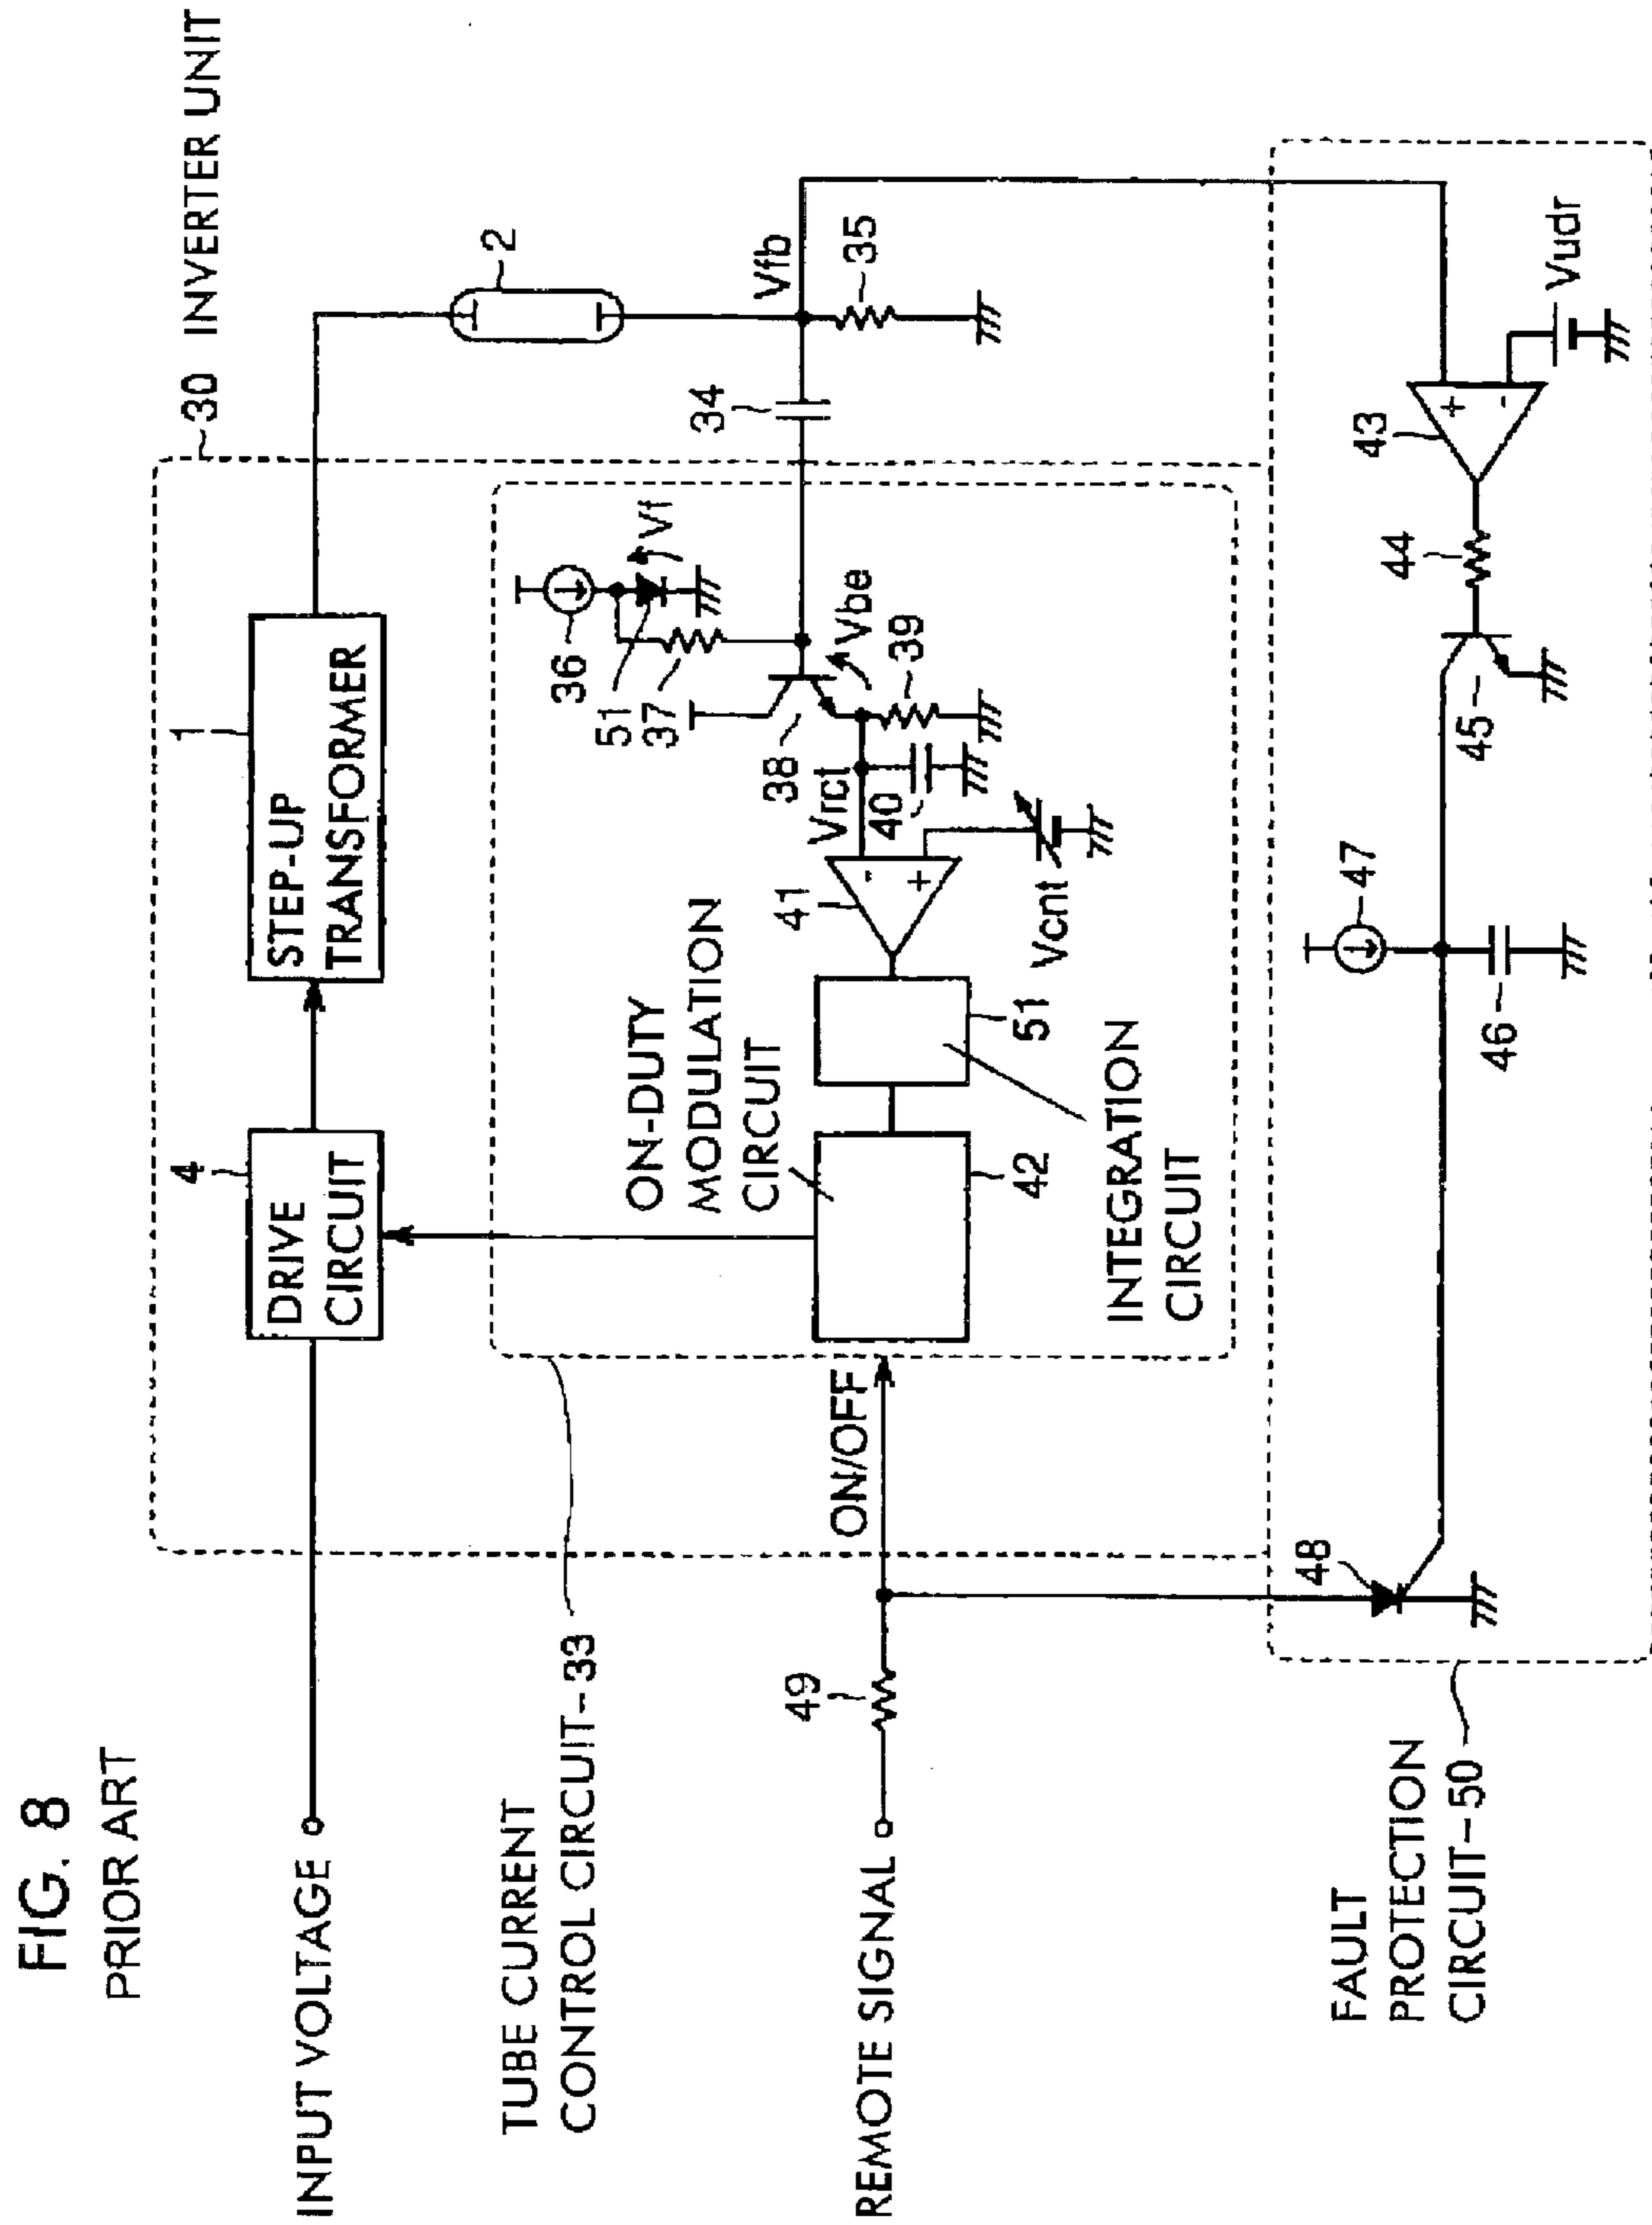 FIG. 8
PRIOR ART
30 INVERTER UNIT
INPUT VOLTAGE
4
DRIVE
CIRCUIT
1
STEP-UP
TRANSFORMER
2
TUBE CURRENT
CONTROL CIRCUIT-33
ON-DUTY
MODULATION
CIRCUIT
42
51
INTEGRATION
CIRCUIT
41
-
+
Vcnt
Vrct
40
38
39
Vbe
37
51
36
Vf
34
Vfb
35
REMOTE SIGNAL
49
ON/OFF
FAULT
PROTECTION
CIRCUIT-50
48
46
47
45
44
43
+
-
Vudr